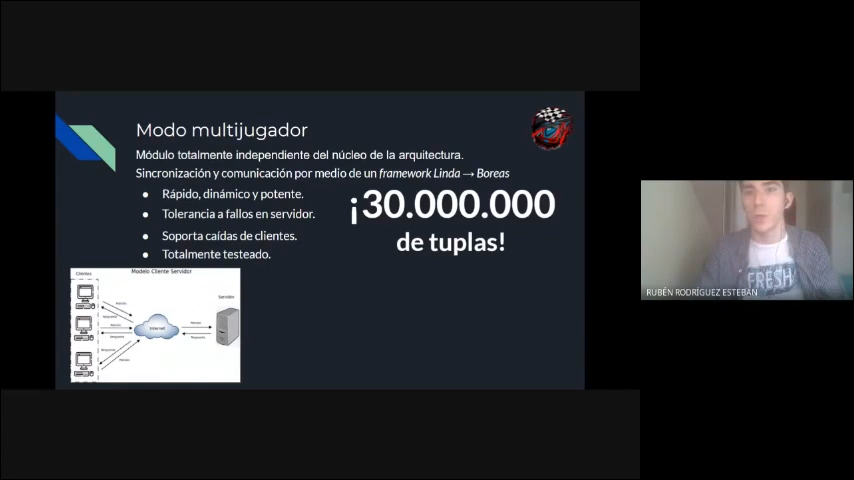 Modo multijugador
Módulo totalmente independiente del núcleo de la arquitectura.
Sincronización y comunicación por medio de un framework Linda → Boreas
● Rápido, dinámico y potente.
● Tolerancia a fallos en servidor.
● Soporta caídas de clientes.
● Totalmente testeado.
¡30.000.000
de tuplas!
Modelo Cliente Servidor
Clientes
Internet
Servidor
FRESH
RUBÉN RODRÍGUEZ ESTEBAN